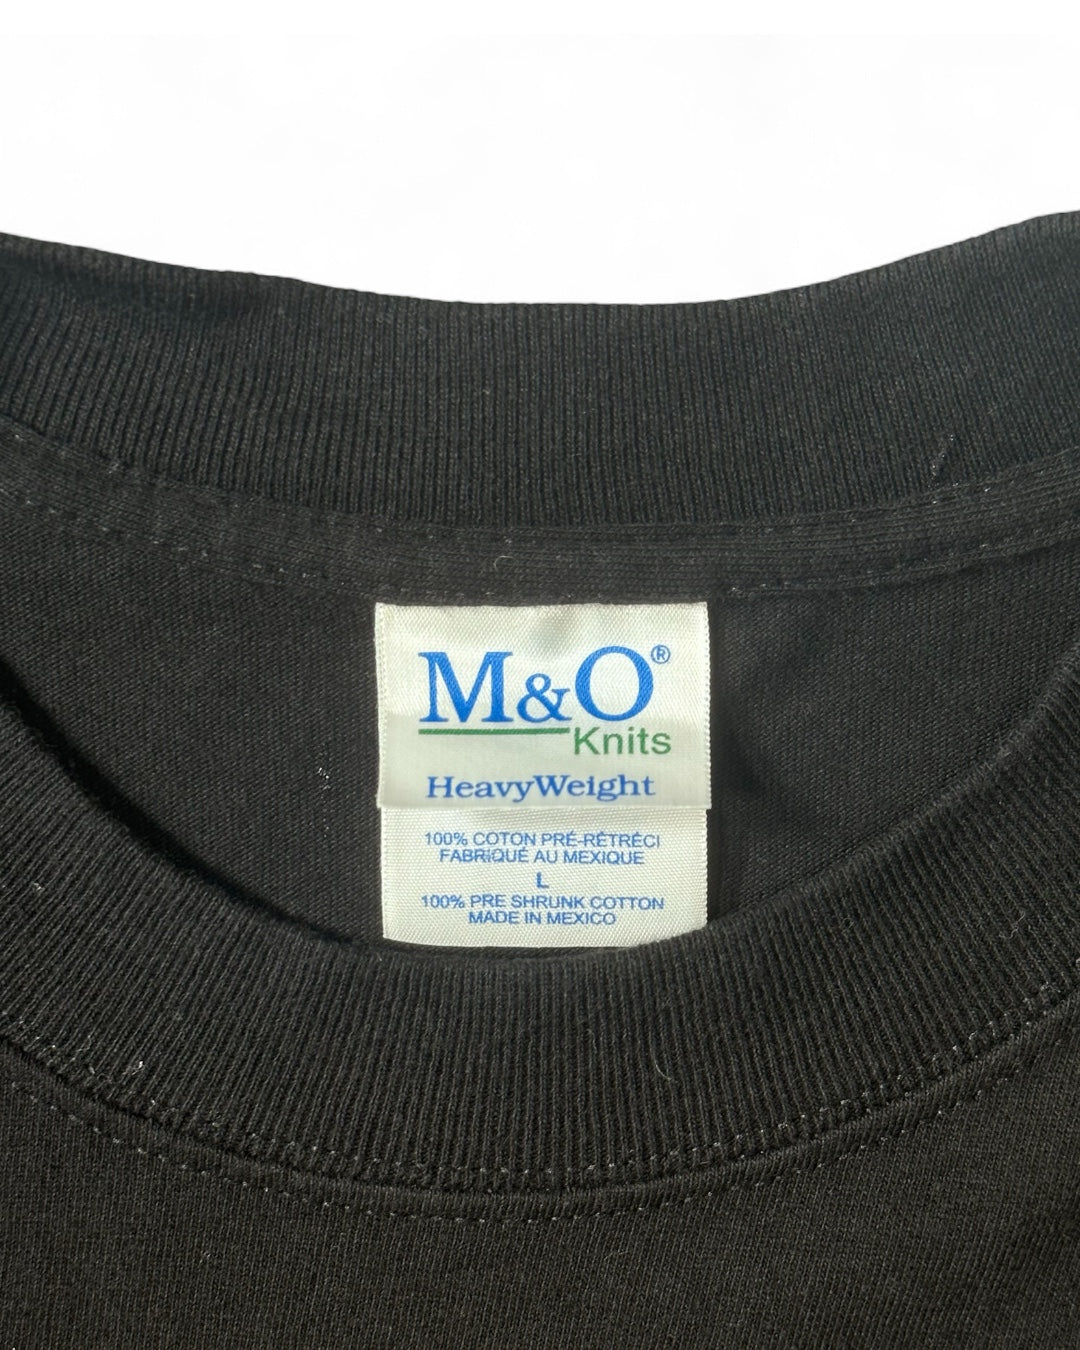 M&O®
Knits
HeavyWeight
100% COTON PRÉ-RÉTRÉCI
FABRIQUÉ AU MEXIQUE
L
100% PRE SHRUNK COTTON
MADE IN MEXICO